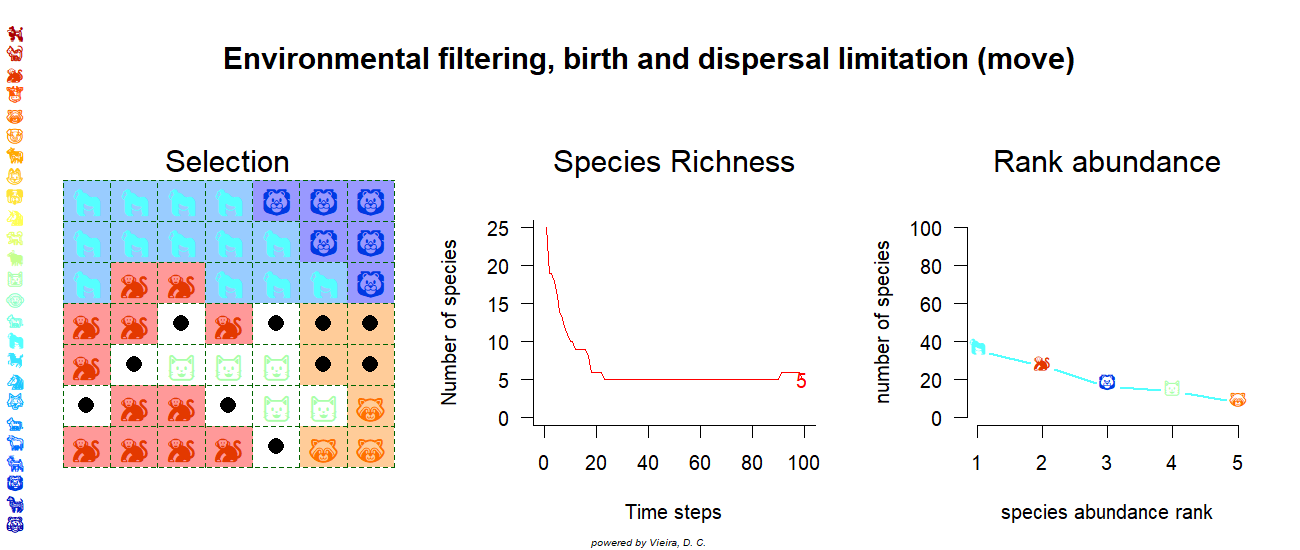 Environmental filtering, birth and dispersal limitation (move)
Selection
Species Richness
Number of species
25
20
15
10
5
0
5
0 20 40 60 80 100
Time steps
Rank abundance
number of species
100
80
60
40
20
0
1 2 3 4 5
species abundance rank
powered by Vieira, D. C.